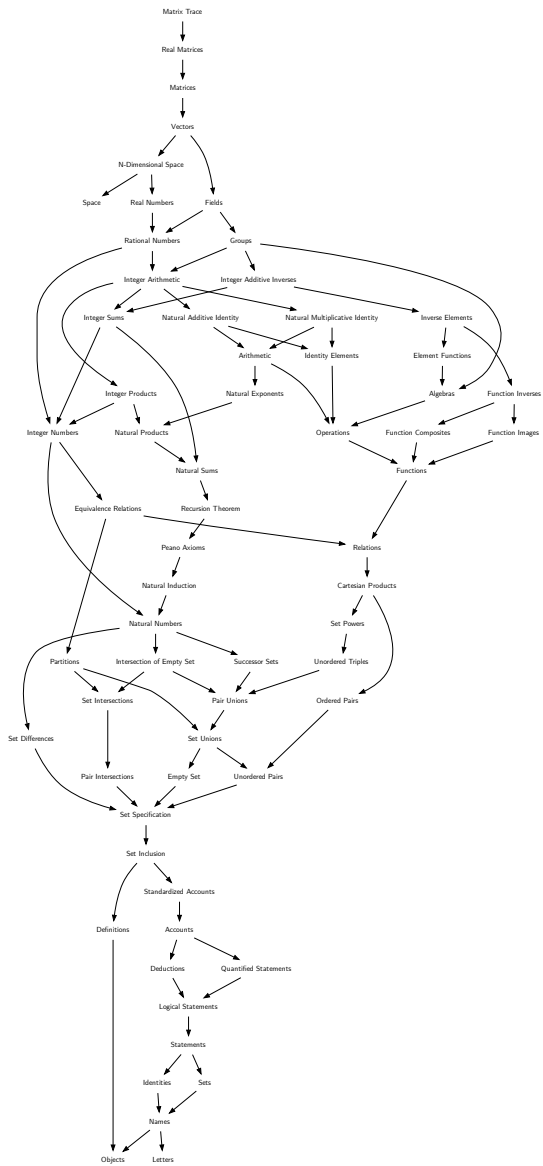 Matrix Trace
Real Matrices
Matrices
Vectors
N-Dimensional Space
Space
Real Numbers
Fields
Rational Numbers
Groups
Integer Arithmetic
Integer Additive Inverses
Integer Sums
Natural Additive Identity
Natural Multiplicative Identity
Inverse Elements
Arithmetic
Identity Elements
Element Functions
Integer Products
Natural Exponents
Algebras
Function Inverses
Integer Numbers
Natural Products
Operations
Function Composites
Function Images
Natural Sums
Functions
Equivalence Relations
Recursion Theorem
Peano Axioms
Relations
Natural Induction
Cartesian Products
Natural Numbers
Set Powers
Partitions
Intersection of Empty Set
Successor Sets
Unordered Triples
Set Intersections
Pair Unions
Ordered Pairs
Set Differences
Set Unions
Pair Intersections
Empty Set
Unordered Pairs
Set Specification
Set Inclusion
Standardized Accounts
Definitions
Accounts
Deductions
Quantified Statements
Logical Statements
Statements
Identities
Sets
Names
Objects
Letters